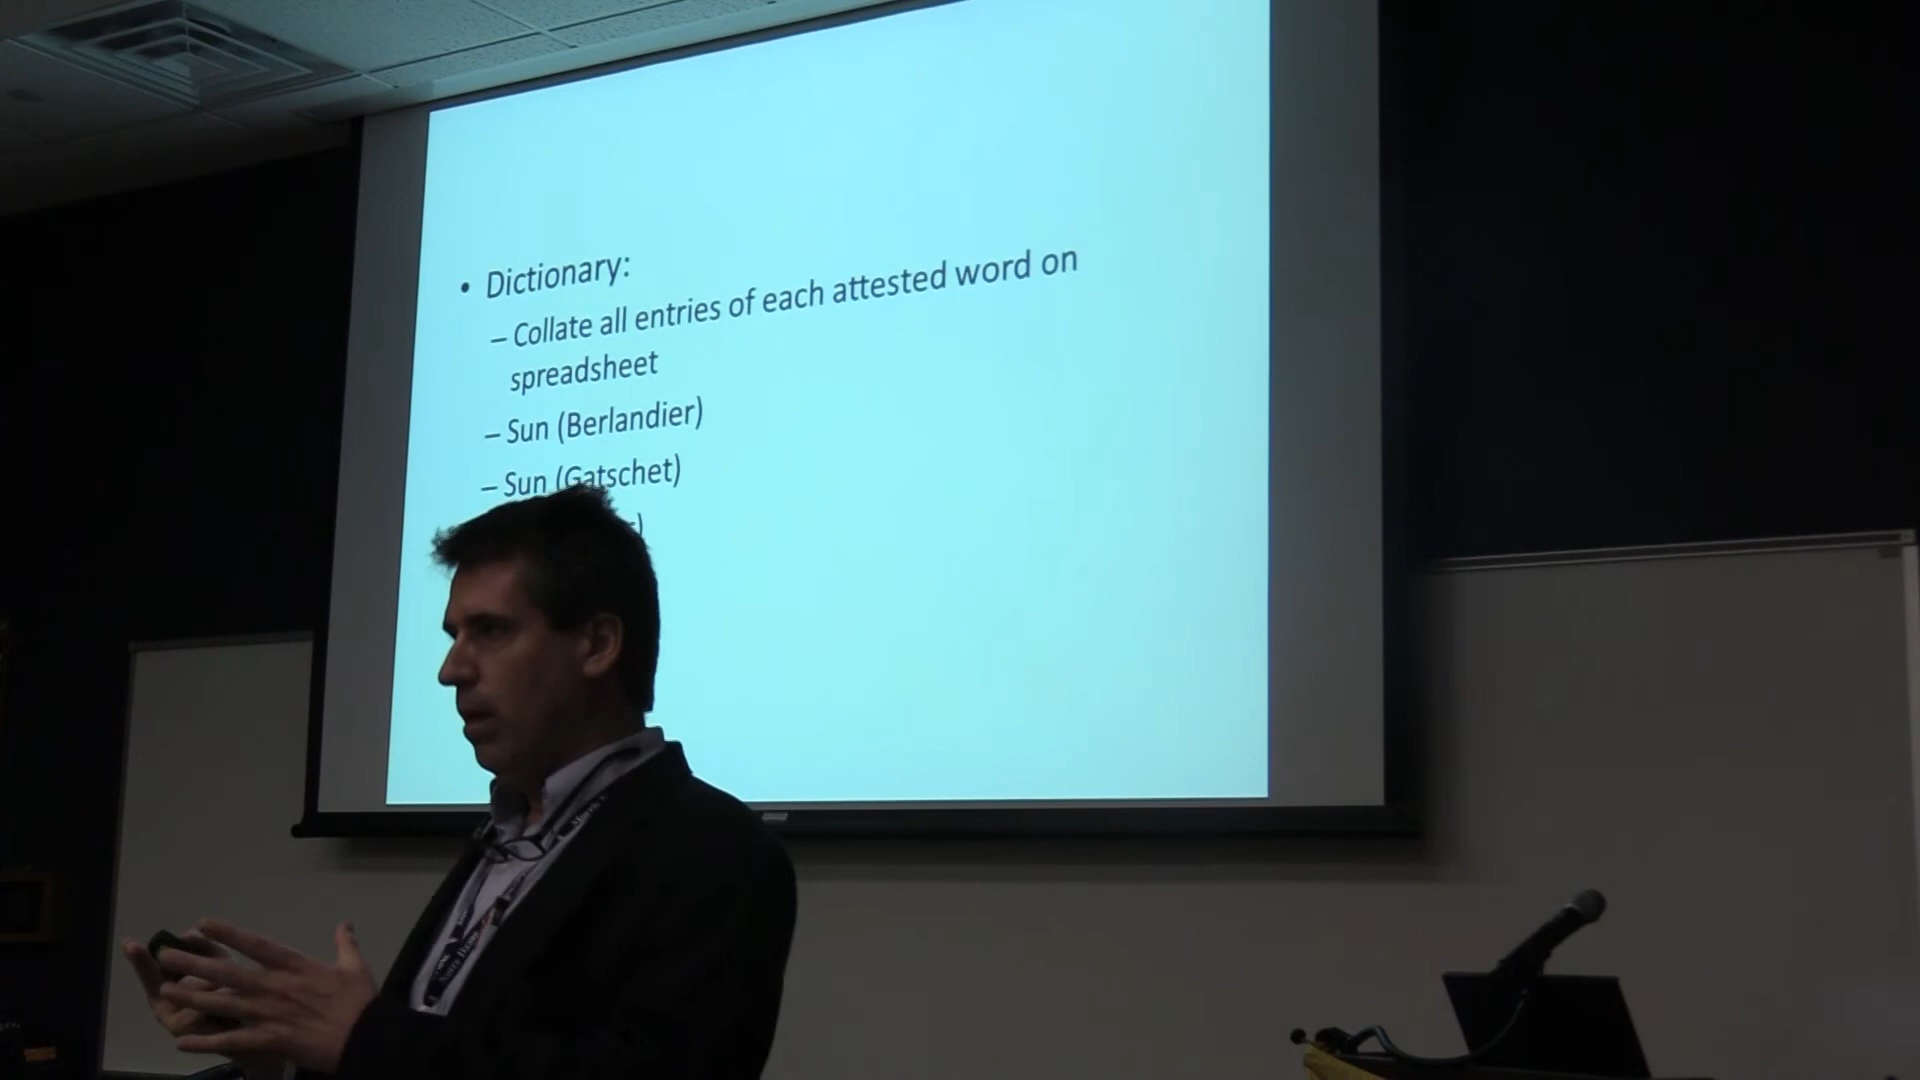 • Dictionary:
– Collate all entries of each attested word on
spreadsheet
– Sun (Berlandier)
– Sun (Gatschet)